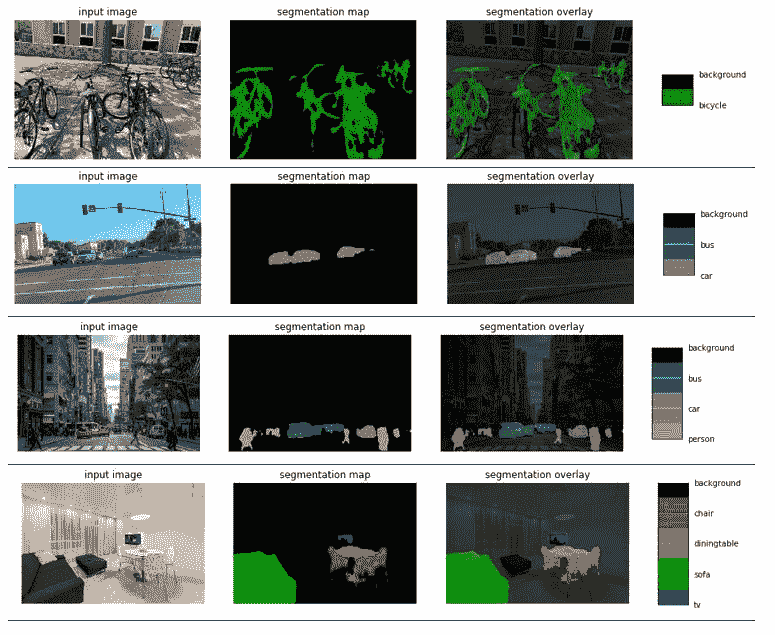 input image segmentation map segmentation overlay
background
bicycle
input image segmentation map segmentation overlay
background
bus
car
input image segmentation map segmentation overlay
background
bus
car
person
input image segmentation map segmentation overlay
background
chair
diningtable
sofa
tv